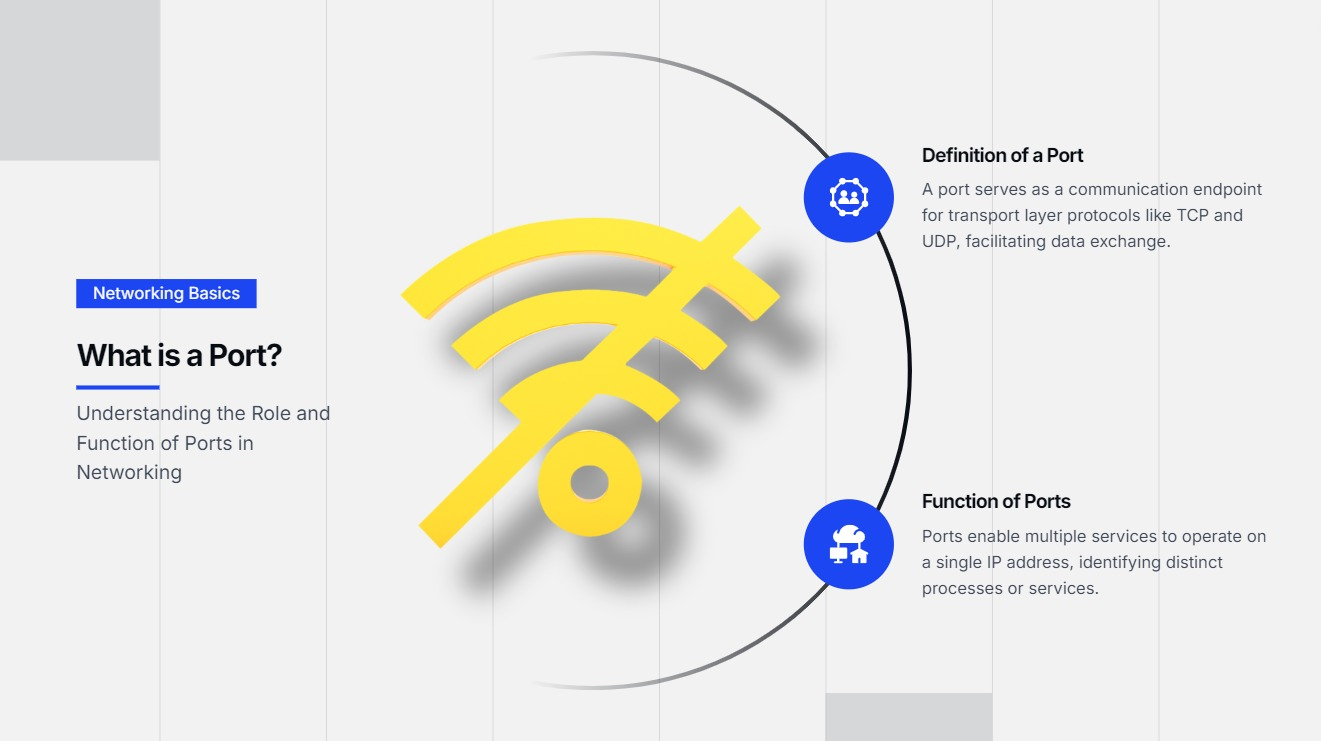 Networking Basics
What is a Port?
Understanding the Role and
Function of Ports in
Networking
Definition of a Port
A port serves as a communication endpoint
for transport layer protocols like TCP and
UDP, facilitating data exchange.
Function of Ports
Ports enable multiple services to operate on
a single IP address, identifying distinct
processes or services.